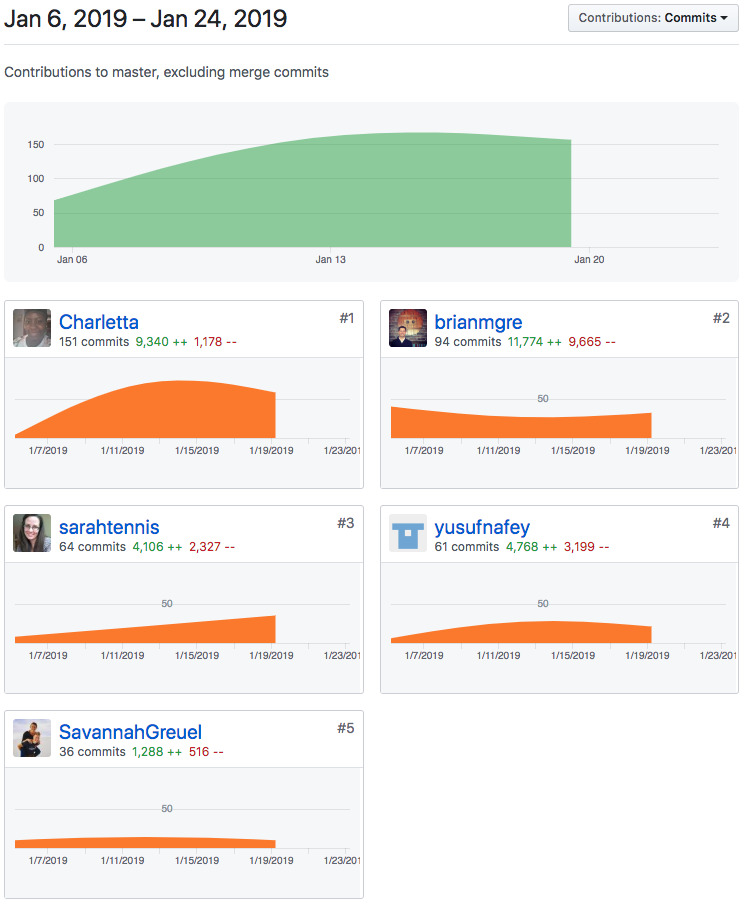 Jan 6, 2019 – Jan 24, 2019
Contributions: Commits
Contributions to master, excluding merge commits
150
100
50
0
Jan 06 Jan 13 Jan 20
Charletta #1
151 commits 9,340 ++ 1,178 --
1/7/2019 1/11/2019 1/15/2019 1/19/2019 1/23/201
brianmgre #2
94 commits 11,774 ++ 9,665 --
50
1/7/2019 1/11/2019 1/15/2019 1/19/2019 1/23/201
sarahtennis #3
64 commits 4,106 ++ 2,327 --
50
1/7/2019 1/11/2019 1/15/2019 1/19/2019 1/23/201
yusufnafey #4
61 commits 4,768 ++ 3,199 --
50
1/7/2019 1/11/2019 1/15/2019 1/19/2019 1/23/201
SavannahGreuel #5
36 commits 1,288 ++ 516 --
50
1/7/2019 1/11/2019 1/15/2019 1/19/2019 1/23/201